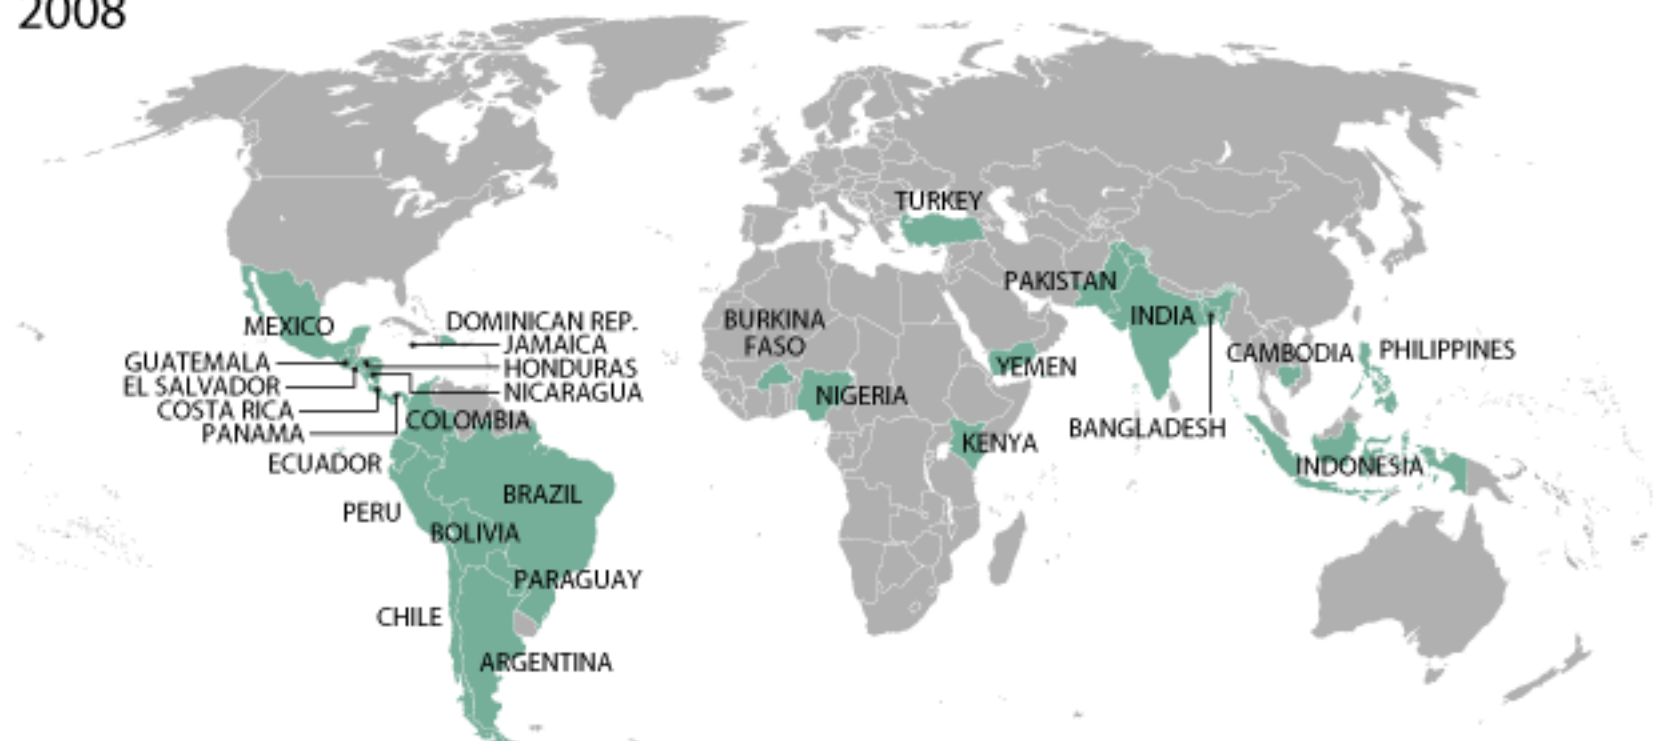 2008
TURKEY
PAKISTAN
INDIA
MEXICO
DOMINICAN REP.
JAMAICA
BURKINA
FASO
GUATEMALA
HONDURAS
YEMEN
CAMBODIA
PHILIPPINES
EL SALVADOR
NICARAGUA
NIGERIA
COSTA RICA
COLOMBIA
PANAMA
BANGLADESH
KENYA
ECUADOR
INDONESIA
BRAZIL
PERU
BOLIVIA
PARAGUAY
CHILE
ARGENTINA